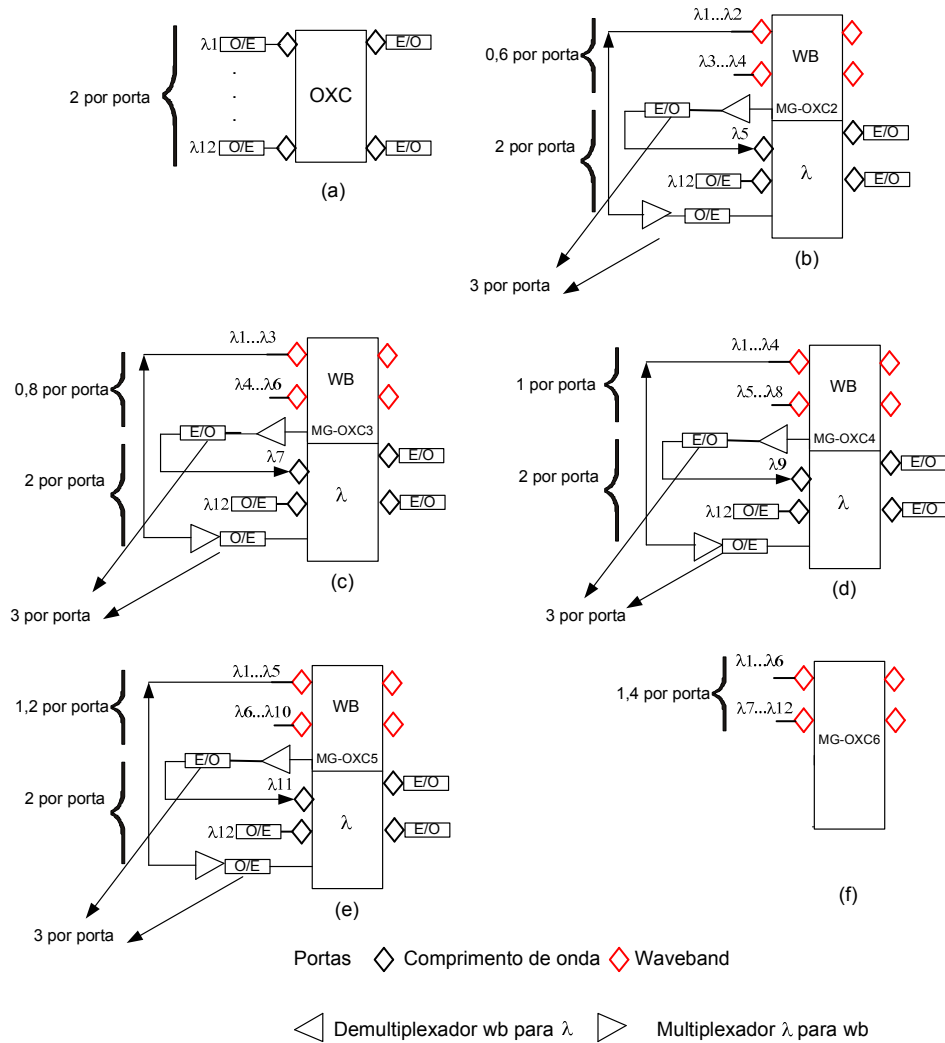 λ1 O/E
E/O
2 por porta
OXC
λ12 O/E
E/O
(a)
λ1...λ2
0,6 por porta
WB
λ3...λ4
E/O
MG-OXC2
λ5
E/O
2 por porta
λ
λ12 O/E
E/O
O/E
(b)
3 por porta
λ1...λ3
WB
0,8 por porta
λ4...λ6
E/O
MG-OXC3
λ7
E/O
2 por porta
λ
λ12 O/E
E/O
O/E
(c)
3 por porta
λ1...λ4
WB
1 por porta
λ5...λ8
E/O
MG-OXC4
λ9
E/O
2 por porta
λ
λ12 O/E
E/O
O/E
(d)
3 por porta
λ1...λ5
WB
1,2 por porta
λ6...λ10
E/O
MG-OXC5
λ11
E/O
2 por porta
λ
λ12 O/E
E/O
O/E
(e)
3 por porta
λ1...λ6
1,4 por porta
λ7...λ12
MG-OXC6
(f)
Portas Comprimento de onda Waveband
Demultiplexador wb para λ Multiplexador λ para wb